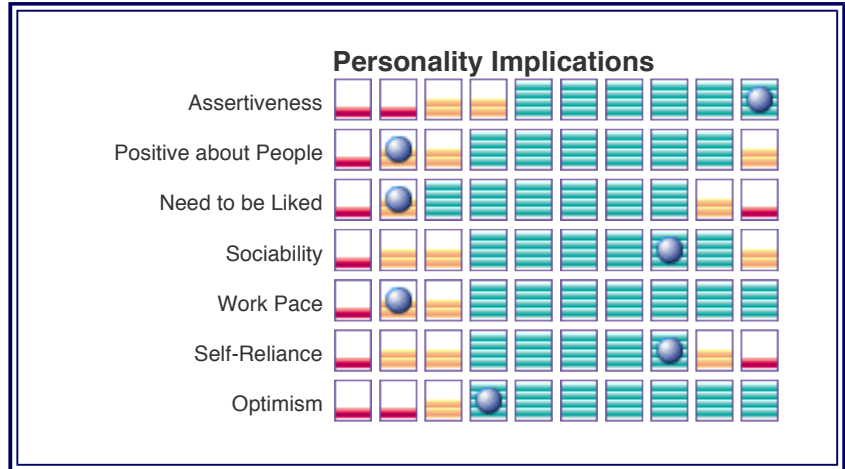 Personality Implications
Assertiveness
Positive about People
Need to be Liked
Sociability
Work Pace
Self-Reliance
Optimism